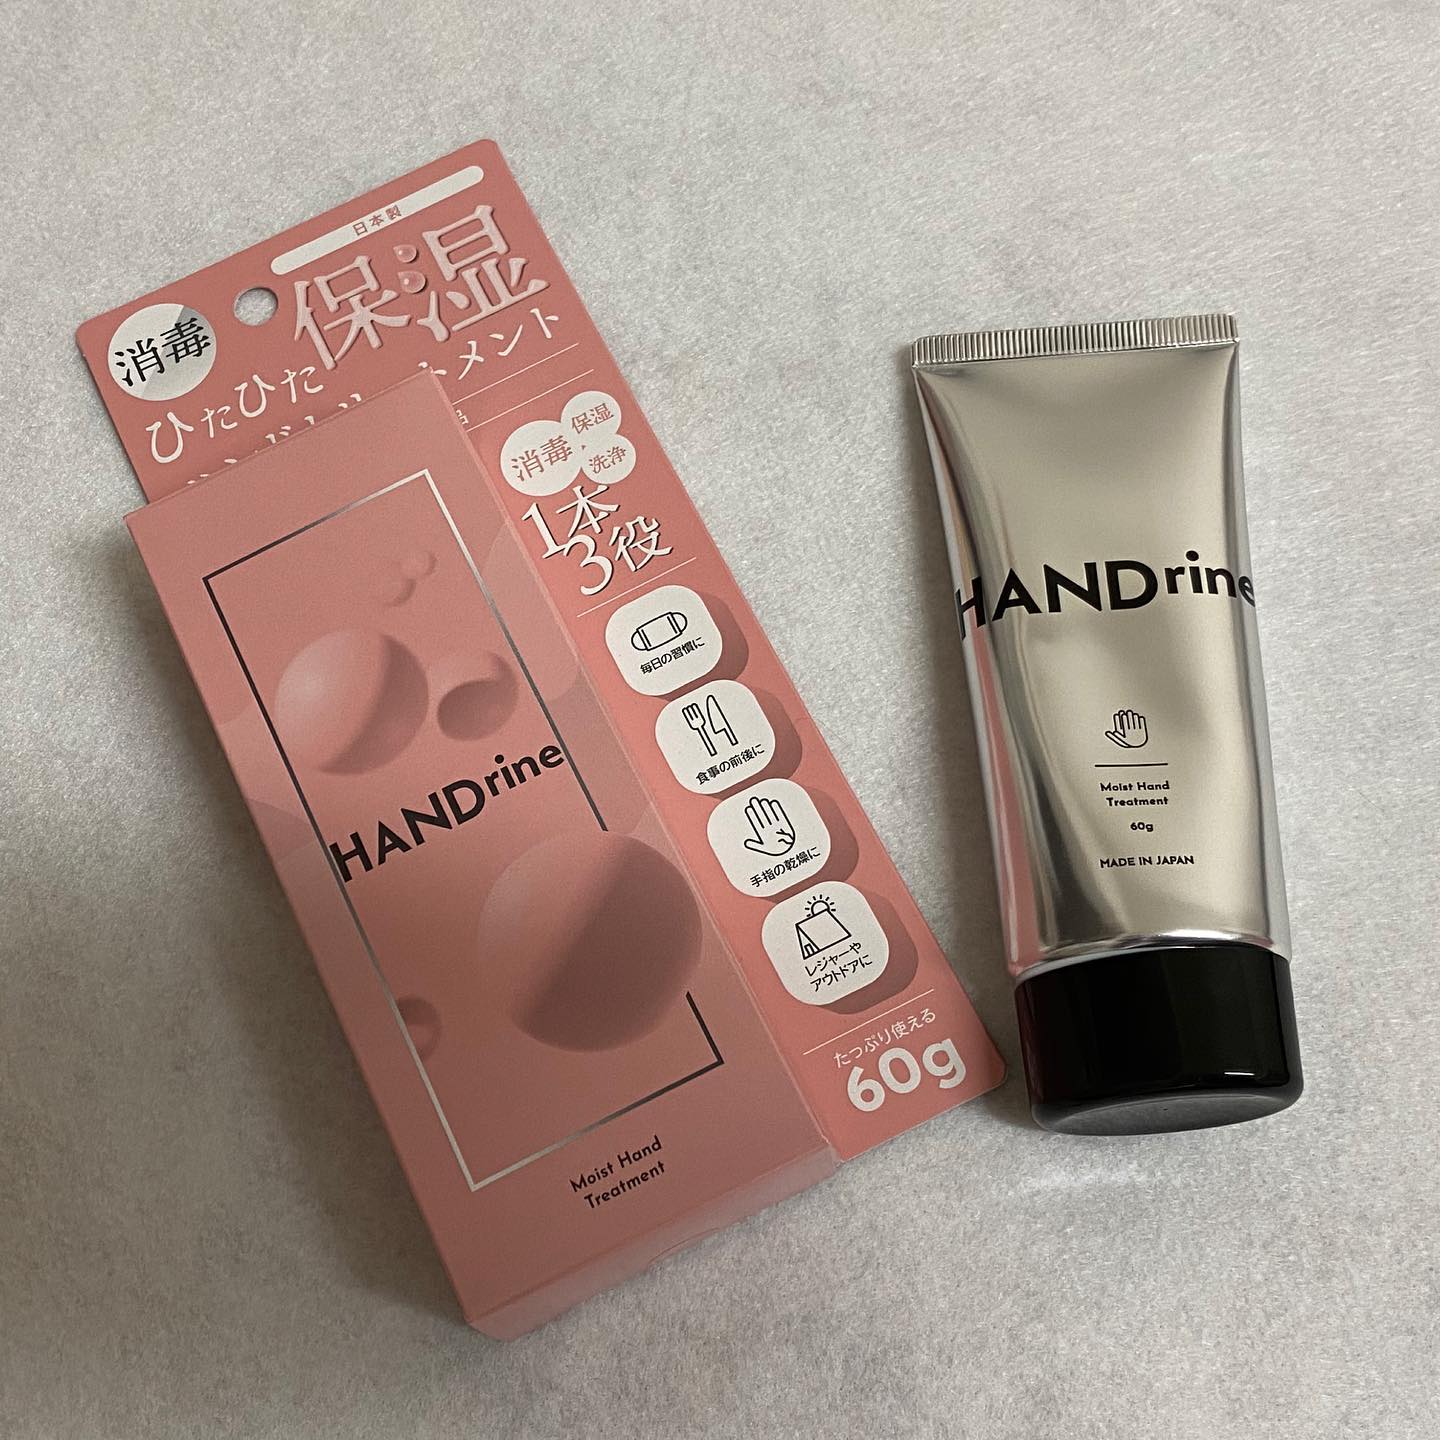 日本製
消毒
保湿
ひたひた
トメント
消毒
保湿
洗浄
1本
3役
毎日の習慣に
食事の前後に
手指の乾燥に
レジャーや
アウトドアに
たっぷり使える
60g
HANDrine
Moist Hand
Treatment
HANDrine
Moist Hand
Treatment
60g
MADE IN JAPAN